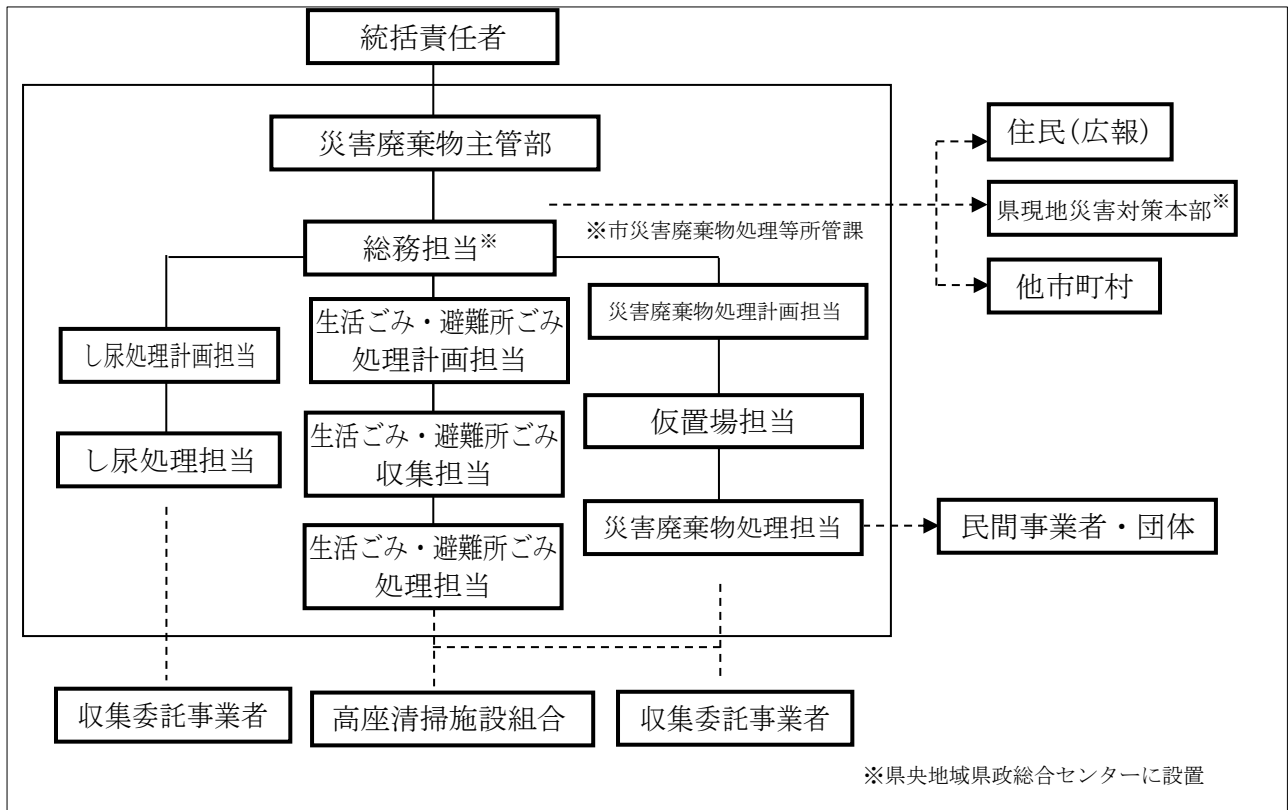 統括責任者
災害廃棄物主管部
住民(広報)
県現地災害対策本部※
※市災害廃棄物処理等所管課
総務担当※
他市町村
生活ごみ・避難所ごみ
処理計画担当
災害廃棄物処理計画担当
し尿処理計画担当
生活ごみ・避難所ごみ
収集担当
仮置場担当
し尿処理担当
災害廃棄物処理担当
民間事業者・団体
生活ごみ・避難所ごみ
処理担当
収集委託事業者
高座清掃施設組合
収集委託事業者
※県央地域県政総合センターに設置